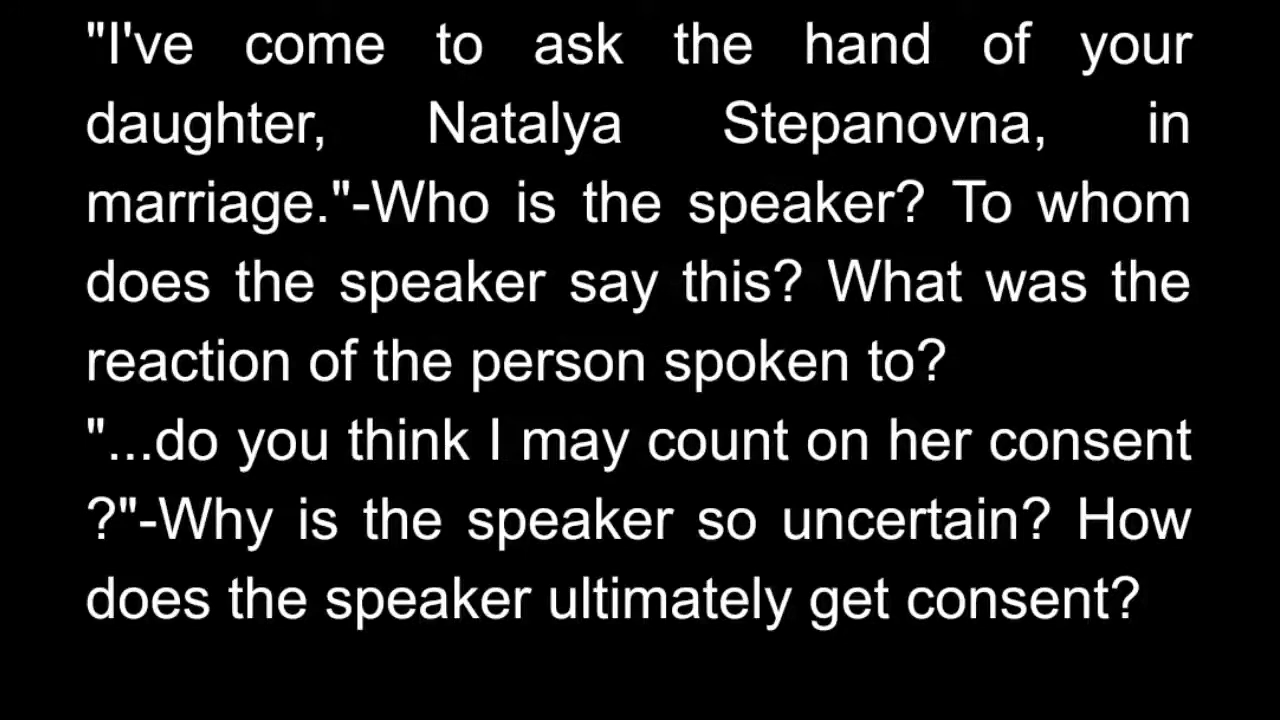 "I've come to ask the hand of your
daughter, Natalya Stepanovna, in
marriage."-Who is the speaker? To whom
does the speaker say this? What was the
reaction of the person spoken to?
"...do you think I may count on her consent
?"-Why is the speaker so uncertain? How
does the speaker ultimately get consent?